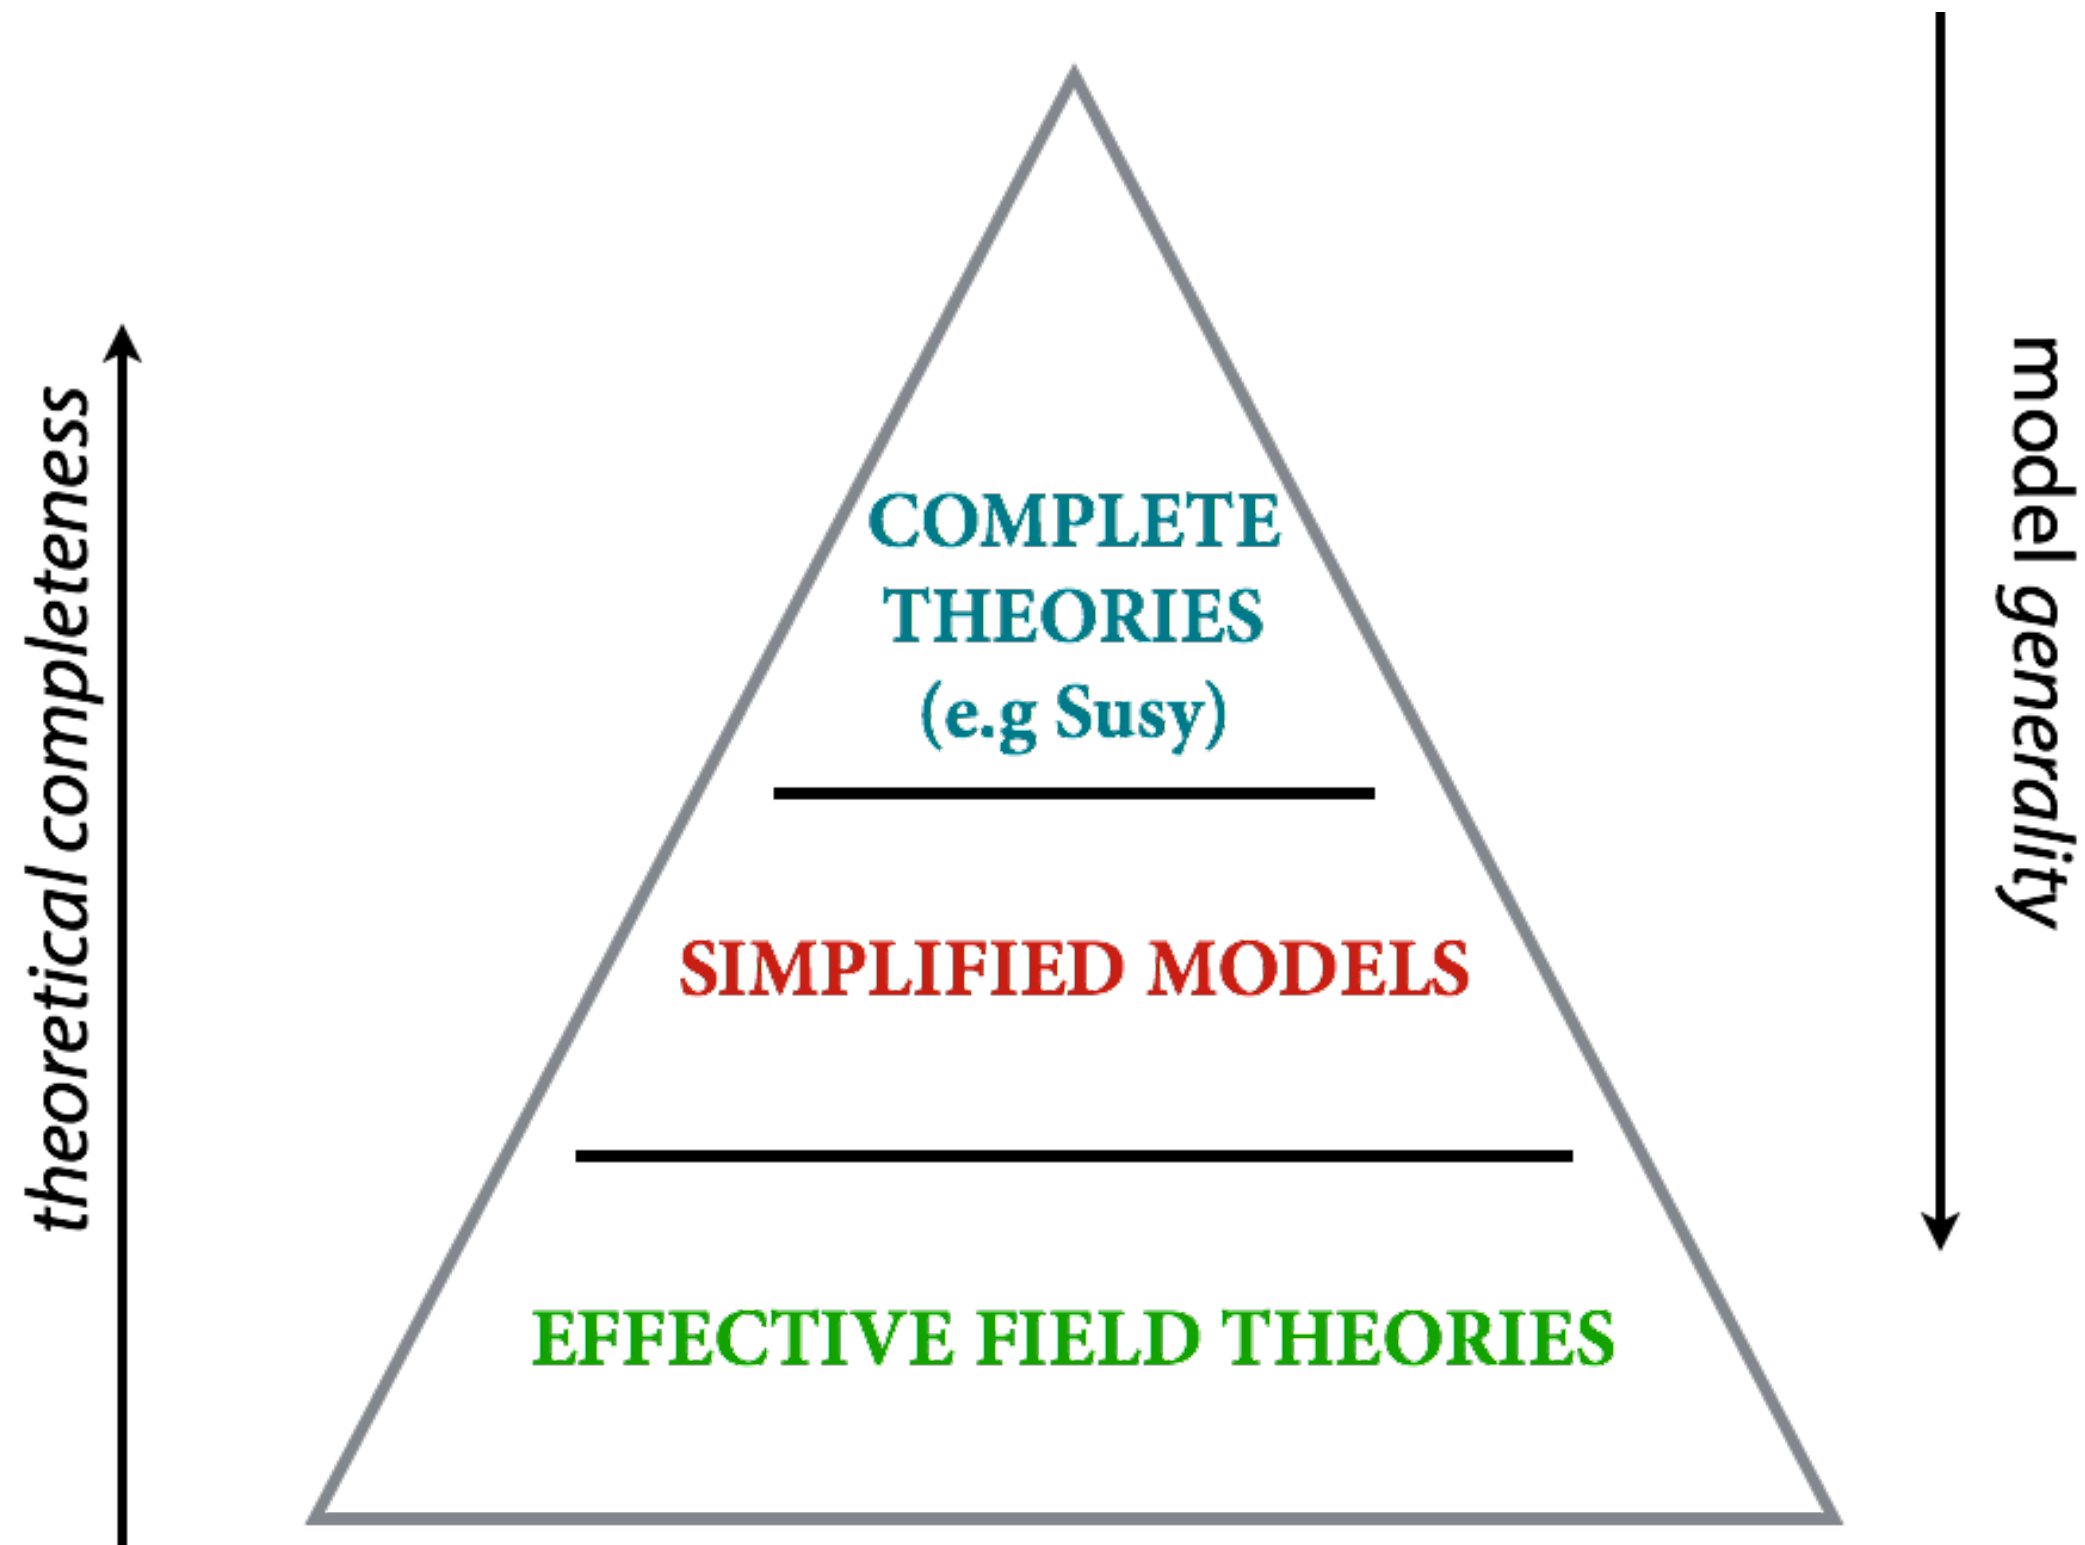 theoretical completeness
COMPLETE
THEORIES
(e.g Susy)
SIMPLIFIED MODELS
EFFECTIVE FIELD THEORIES
model generality